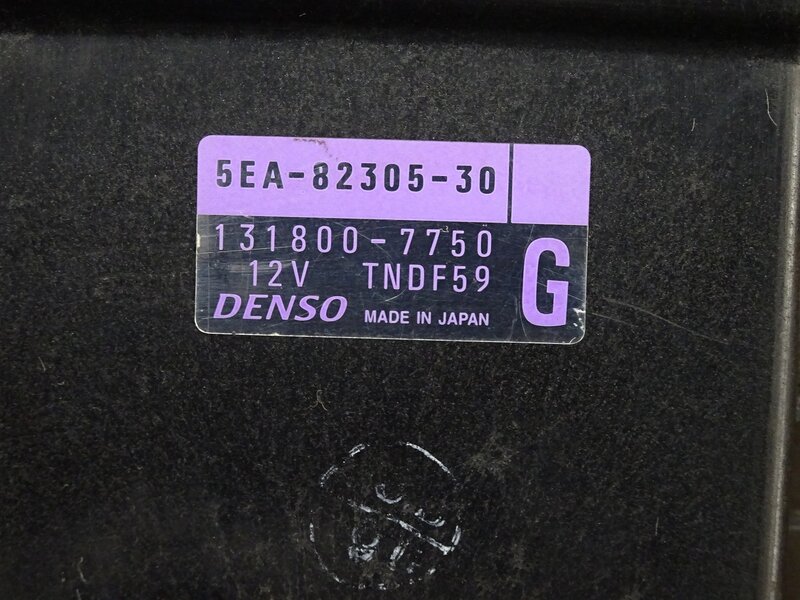 5EA-82305-30
131800-7750
12V TNDF59
G
DENSO MADE IN JAPAN